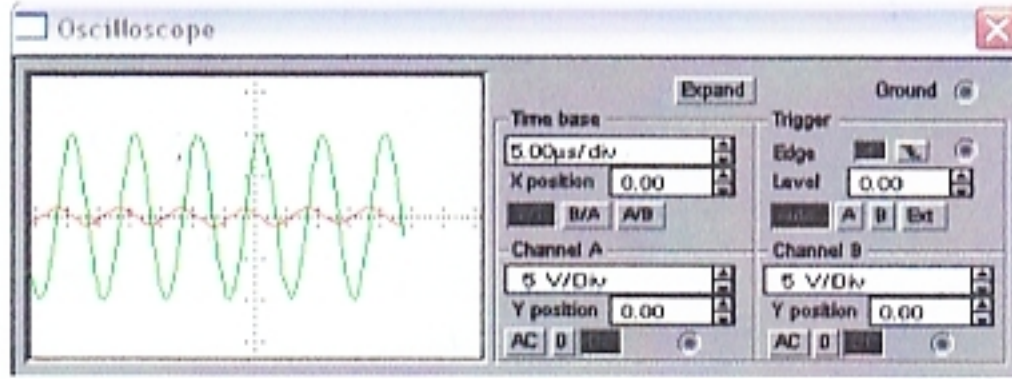 Oscilloscope
Expand
Ground
Time base
5.00µs/div
X position 0.00
B/A A/B
Trigger
Edge
Level 0.00
A B Ext
Channel A
5 V/Div
Y position 0.00
AC 0
Channel B
5 V/Div
Y position 0.00
AC 0